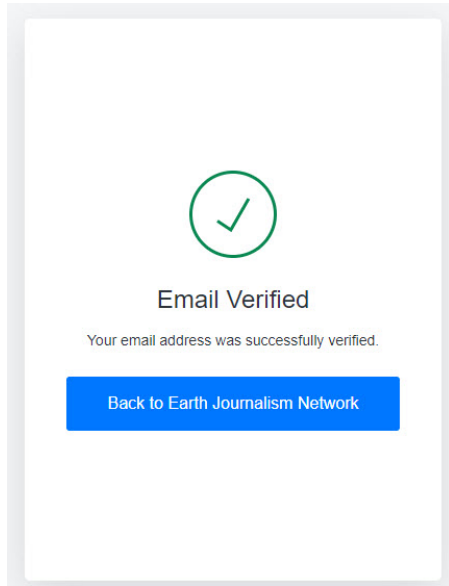 Email Verified
Your email address was successfully verified.
Back to Earth Journalism Network